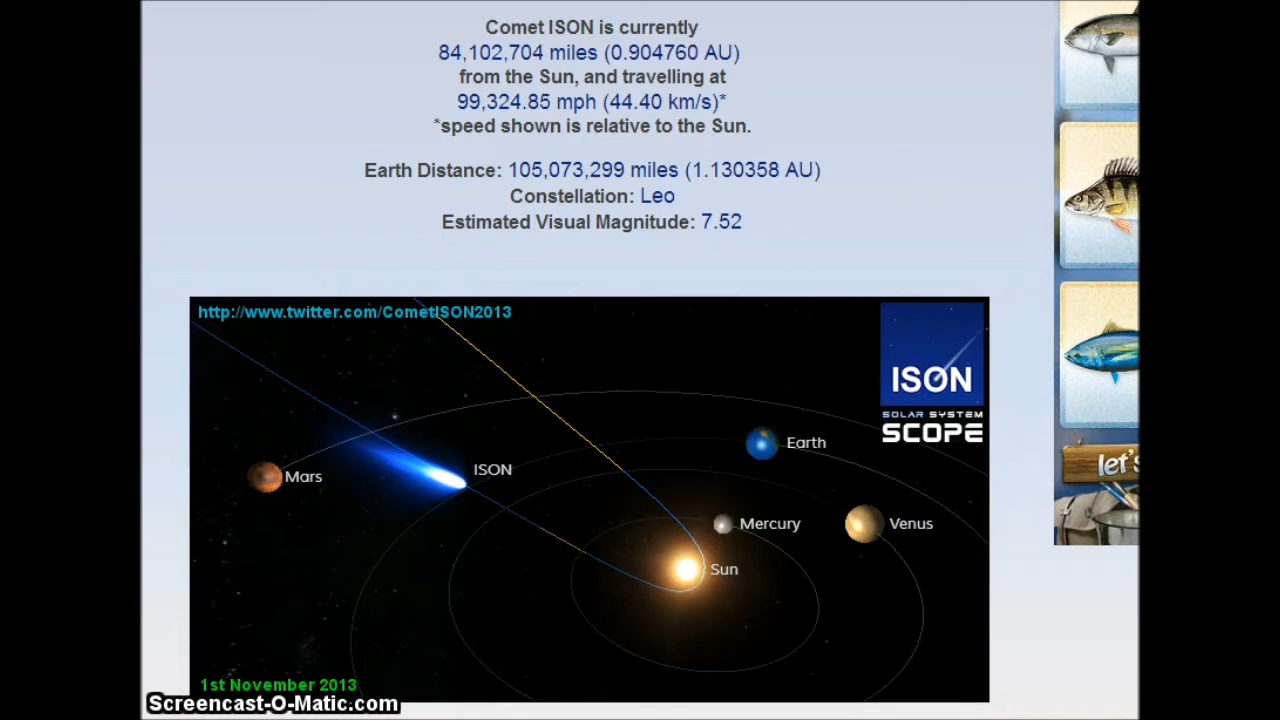 Comet ISON is currently
84,102,704 miles (0.904760 AU)
from the Sun, and travelling at
99,324.85 mph (44.40 km/s)*
*speed shown is relative to the Sun.
Earth Distance: 105,073,299 miles (1.130358 AU)
Constellation: Leo
Estimated Visual Magnitude: 7.52
http://www.twitter.com/CometISON2013
ISON
SOLAR SYSTEM
SCOPE
Earth
let's
ISON
Mars
Mercury
Venus
Sun
1st November 2013
Screencast-O-Matic.com